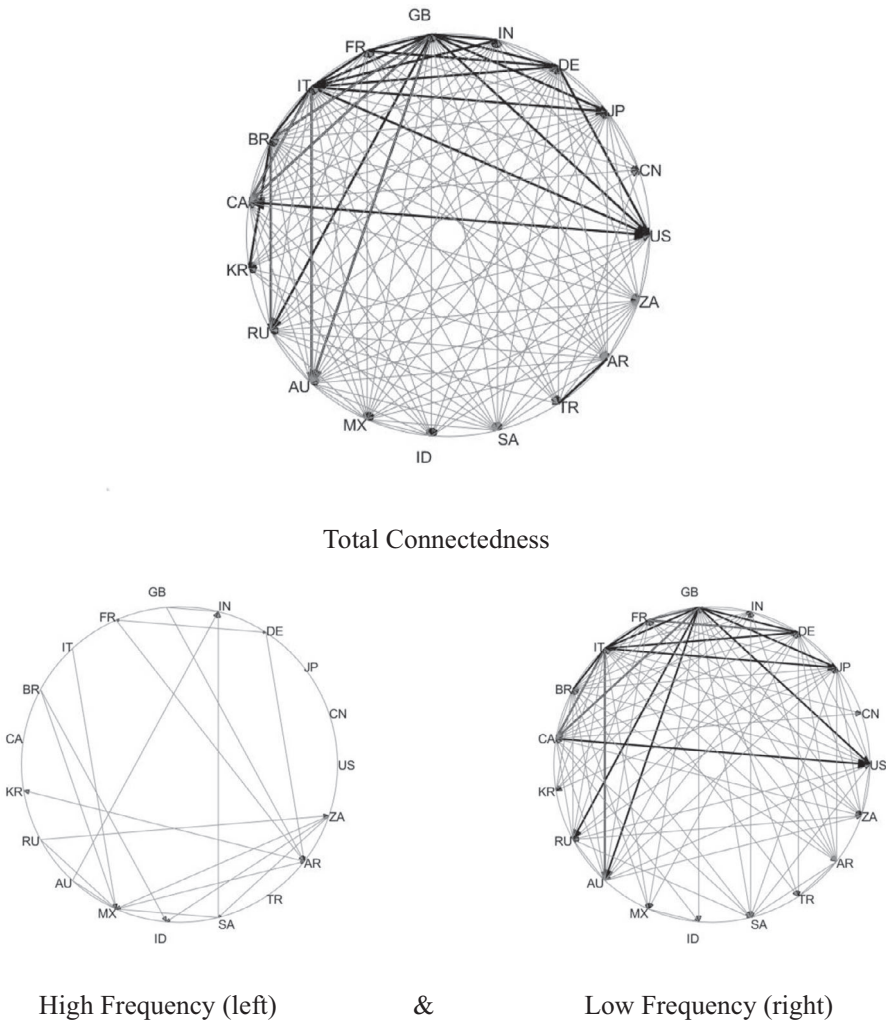 GB
FR IN
IT DE
BR JP
CA CN
KR US
RU ZA
AU AR
MX TR
ID SA
Total Connectedness
GB
FR IN
IT DE
BR JP
CA CN
KR US
RU ZA
AU AR
MX TR
ID SA
GB
FR IN
IT DE
BR JP
CA CN
KR US
RU ZA
AU AR
MX TR
ID SA
High Frequency (left) & Low Frequency (right)